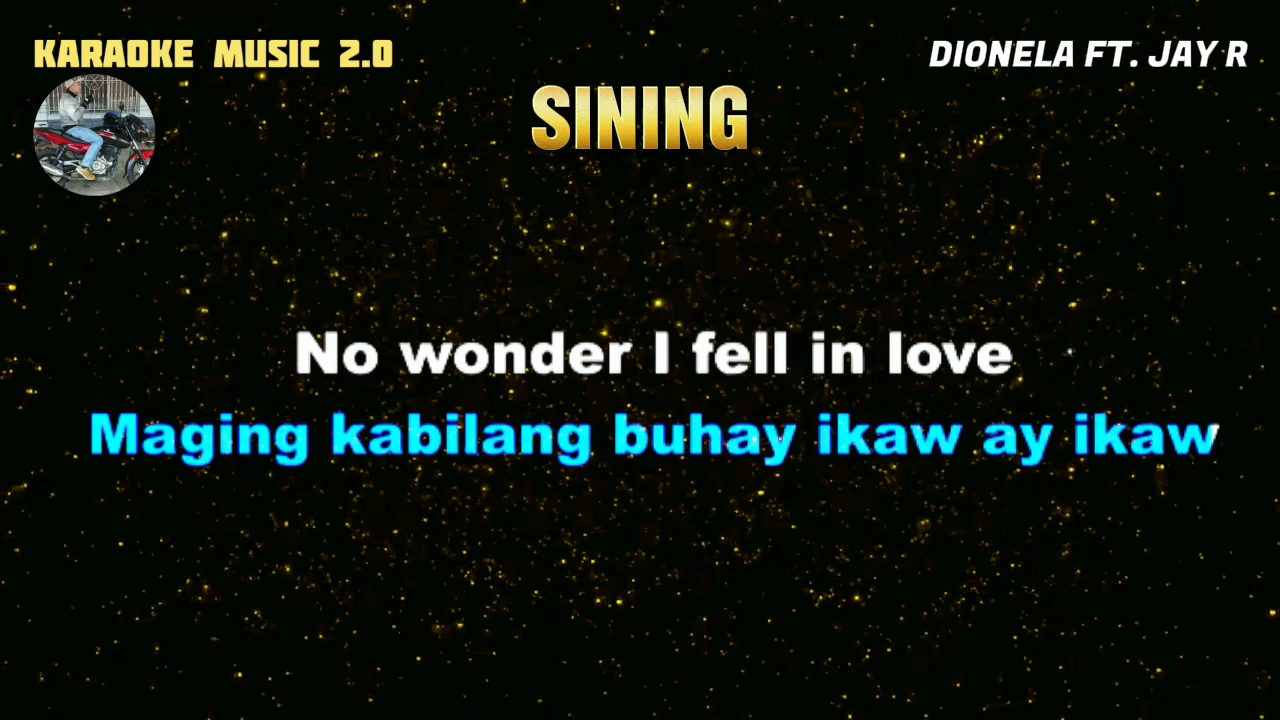 KARAOKE MUSIC 2.0
DIONELA FT. JAY R
SINING
No wonder I fell in love
Maging kabilang buhay ikaw ay ikaw